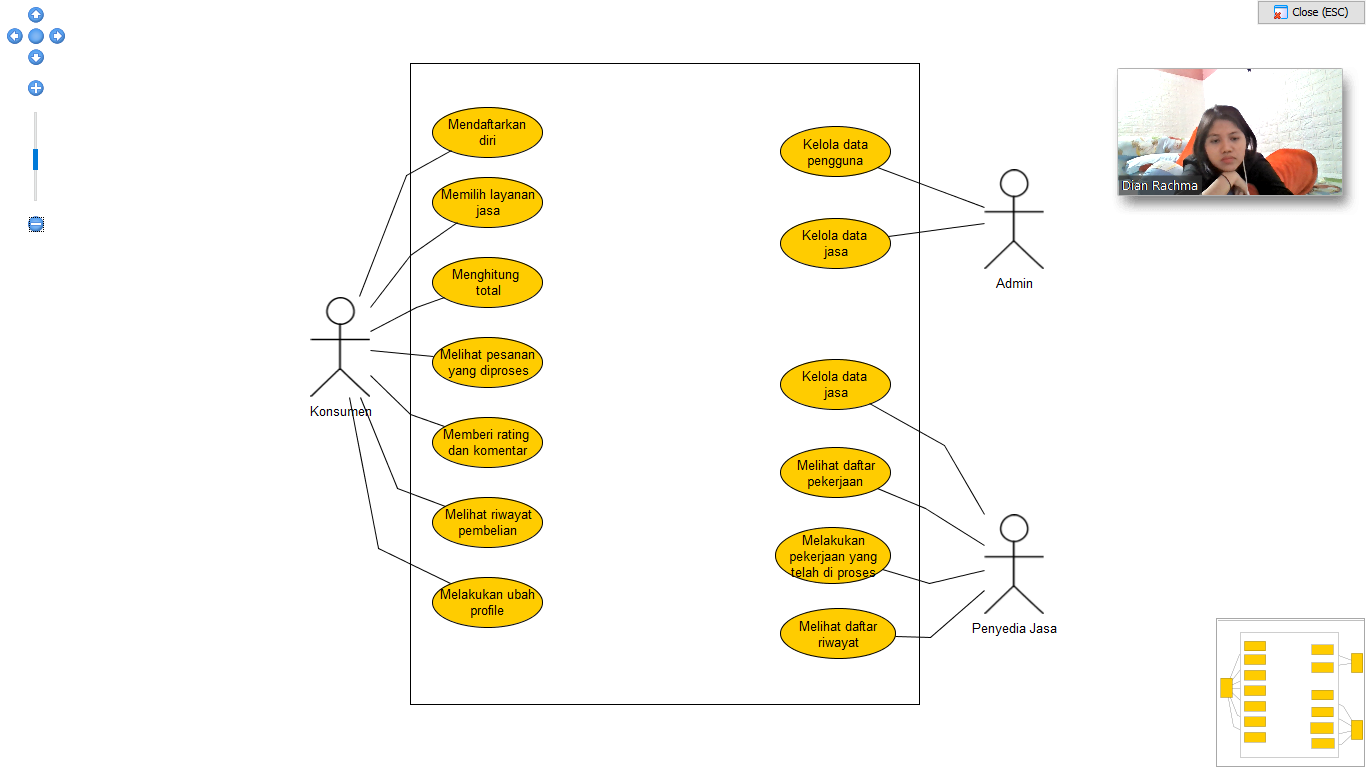 Close (ESC)
Mendaftarkan
diri
Memilih layanan
jasa
Menghitung
total
Melihat pesanan
yang diproses
Memberi rating
dan komentar
Melihat riwayat
pembelian
Melakukan ubah
profile
Konsumen
Kelola data
pengguna
Kelola data
jasa
Admin
Kelola data
jasa
Melihat daftar
pekerjaan
Melakukan
pekerjaan yang
telah di proses
Melihat daftar
riwayat
Penyedia Jasa
Dian Rachma